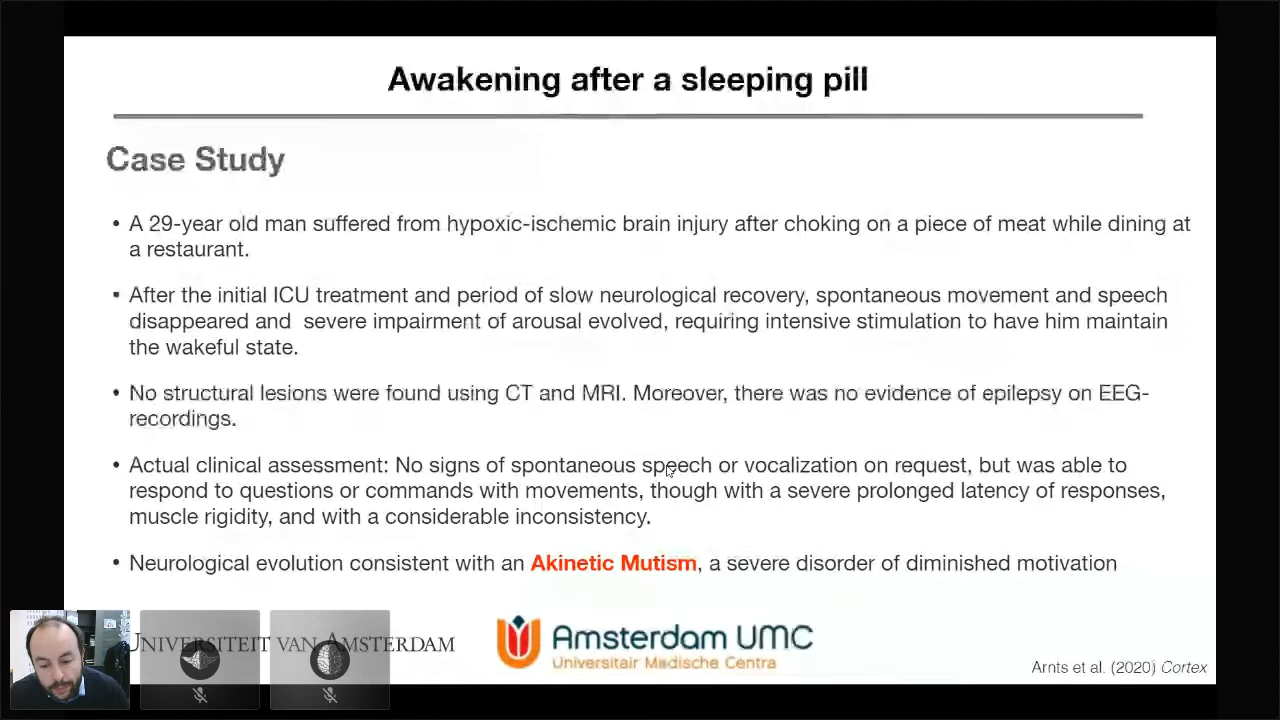 Awakening after a sleeping pill
Case Study
• A 29-year old man suffered from hypoxic-ischemic brain injury after choking on a piece of meat while dining at
a restaurant.
• After the initial ICU treatment and period of slow neurological recovery, spontaneous movement and speech
disappeared and  severe impairment of arousal evolved, requiring intensive stimulation to have him maintain
the wakeful state.
• No structural lesions were found using CT and MRI. Moreover, there was no evidence of epilepsy on EEG-
recordings.
• Actual clinical assessment: No signs of spontaneous speech or vocalization on request, but was able to
respond to questions or commands with movements, though with a severe prolonged latency of responses,
muscle rigidity, and with a considerable inconsistency.
• Neurological evolution consistent with an Akinetic Mutism, a severe disorder of diminished motivation
UNIVERSITEIT VAN AMSTERDAM
Amsterdam UMC
Universitair Medische Centra
Arnts et al. (2020) Cortex